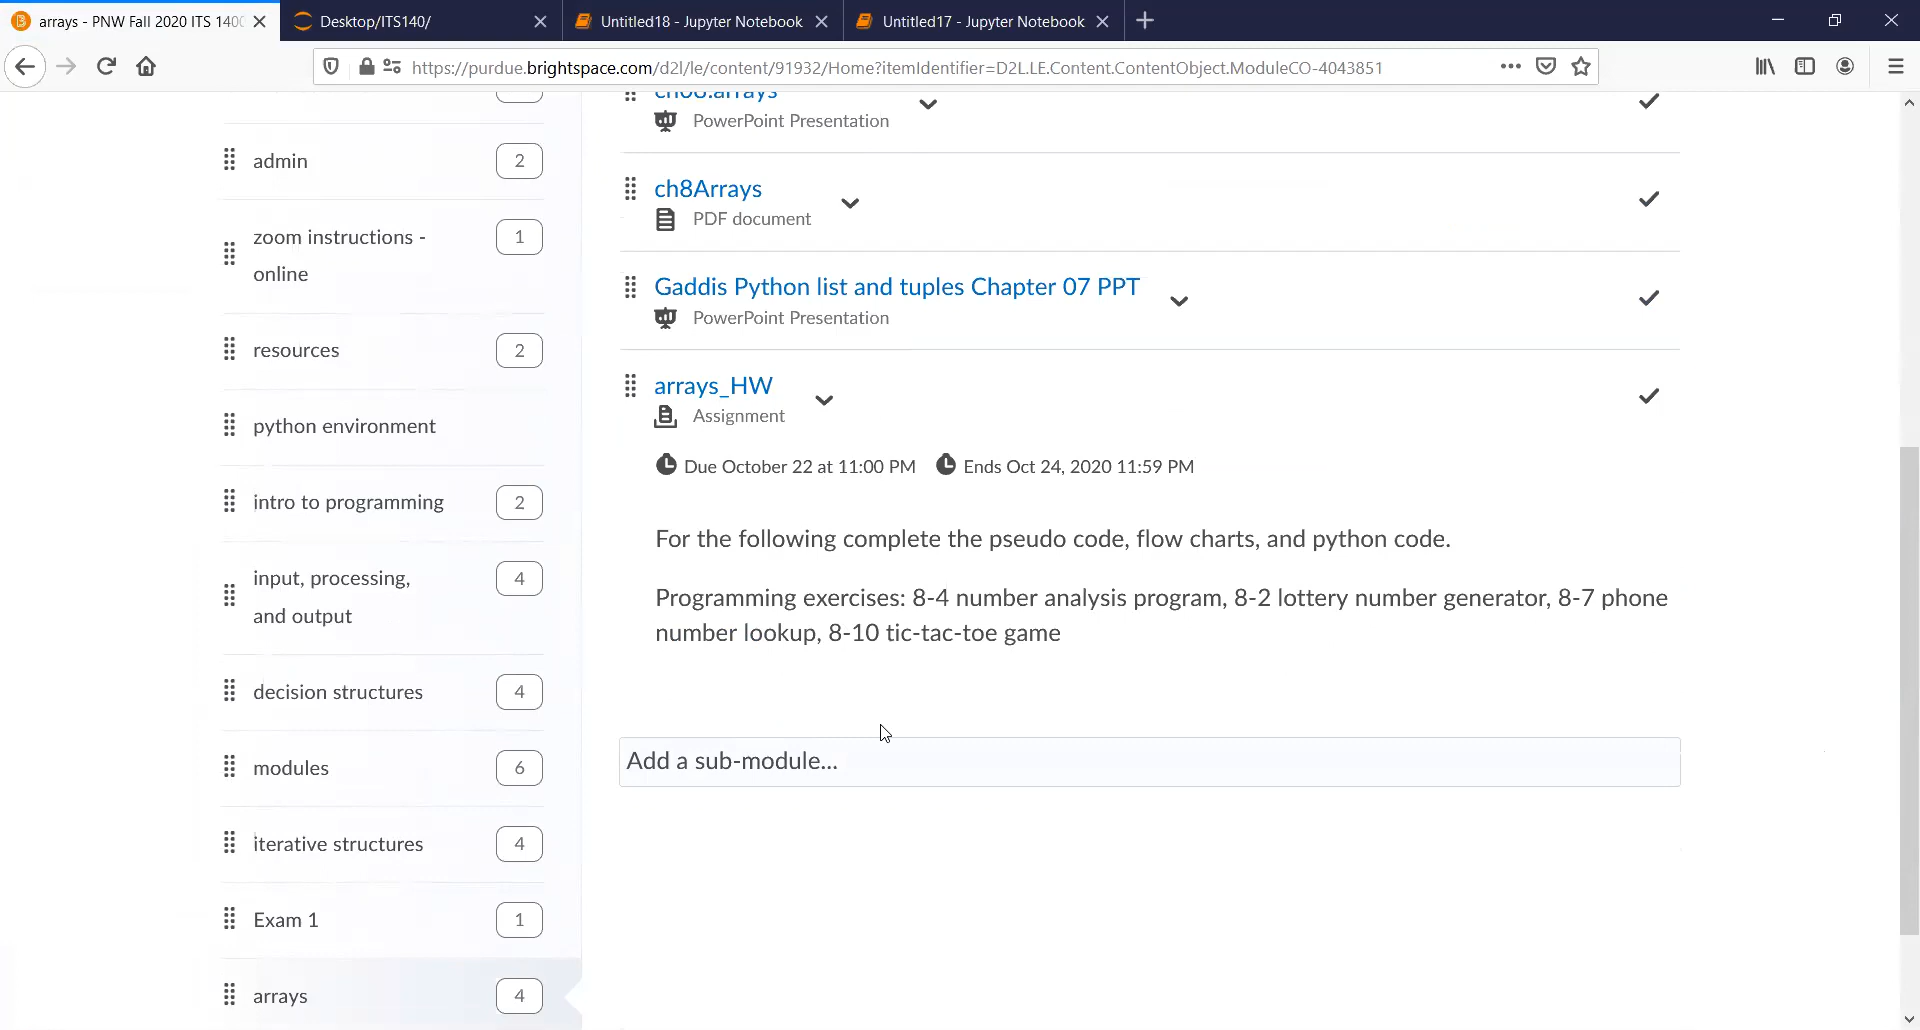 arrays - PNW Fall 2020 ITS 1400
Desktop/ITS140/
Untitled18 - Jupyter Notebook
Untitled17 - Jupyter Notebook
https://purdue.brightspace.com/d2l/le/content/91932/Home?itemIdentifier=D2L.LE.Content.ContentObject.ModuleCO-4043851
admin
2
zoom instructions -
online
1
resources
2
python environment
intro to programming
2
input, processing,
and output
4
decision structures
4
modules
6
iterative structures
4
Exam 1
1
arrays
4
ch08.arrays
PowerPoint Presentation
ch8Arrays
PDF document
Gaddis Python list and tuples Chapter 07 PPT
PowerPoint Presentation
arrays_HW
Assignment
Due October 22 at 11:00 PM Ends Oct 24, 2020 11:59 PM
For the following complete the pseudo code, flow charts, and python code.
Programming exercises: 8-4 number analysis program, 8-2 lottery number generator, 8-7 phone
number lookup, 8-10 tic-tac-toe game
Add a sub-module...